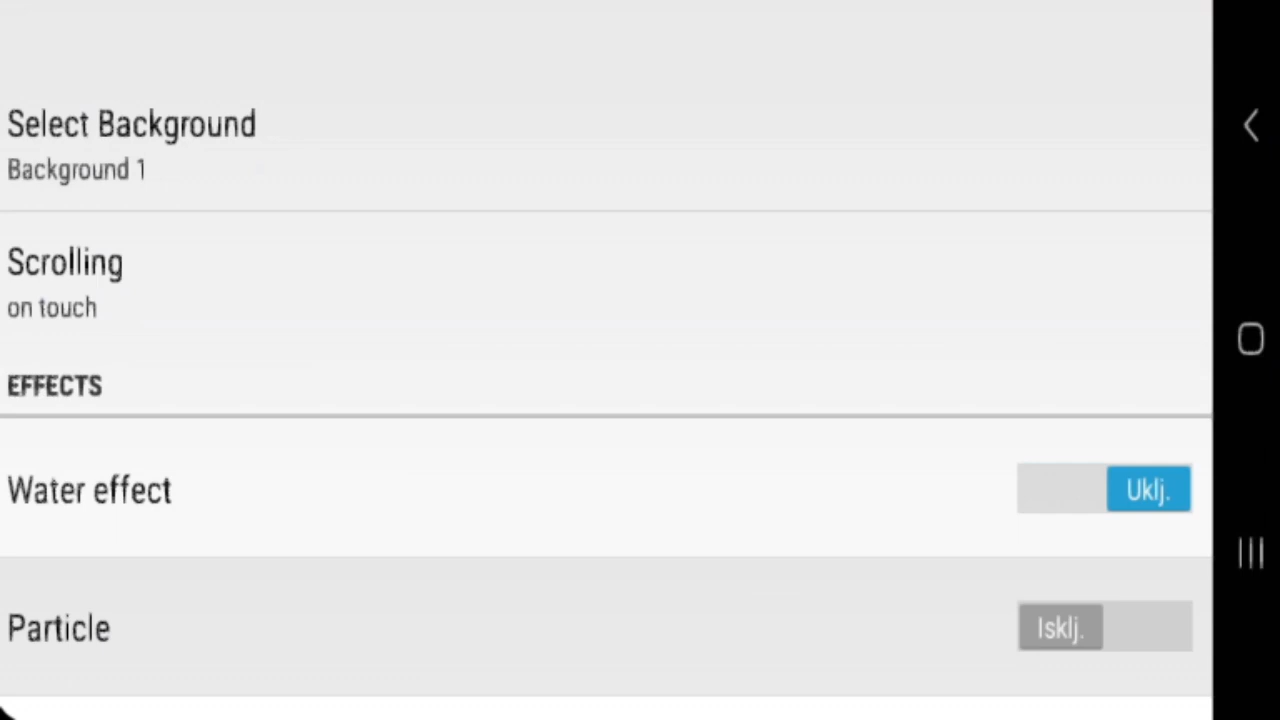 Select Background
Background 1
Scrolling
on touch
EFFECTS
Water effect
Uklj.
Particle
Isklj.